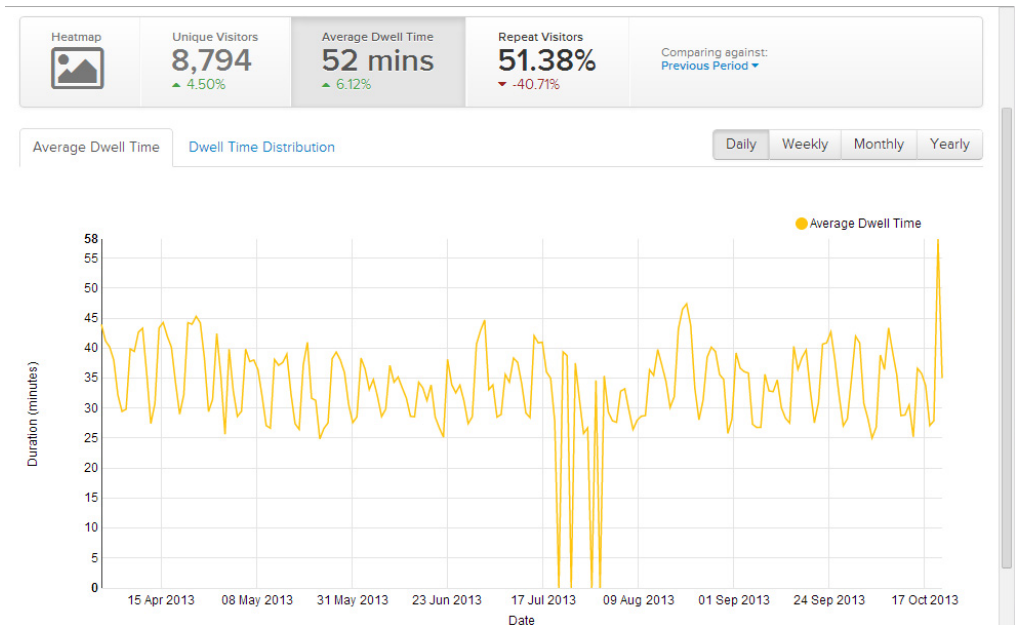 Heatmap
Unique Visitors
8,794
4.50%
Average Dwell Time
52 mins
6.12%
Repeat Visitors
51.38%
-40.71%
Comparing against:
Previous Period
Average Dwell Time
Dwell Time Distribution
Daily
Weekly
Monthly
Yearly
Average Dwell Time
58
55
50
45
40
35
30
25
20
15
10
5
0
Duration (minutes)
15 Apr 2013
08 May 2013
31 May 2013
23 Jun 2013
17 Jul 2013
09 Aug 2013
01 Sep 2013
24 Sep 2013
17 Oct 2013
Date